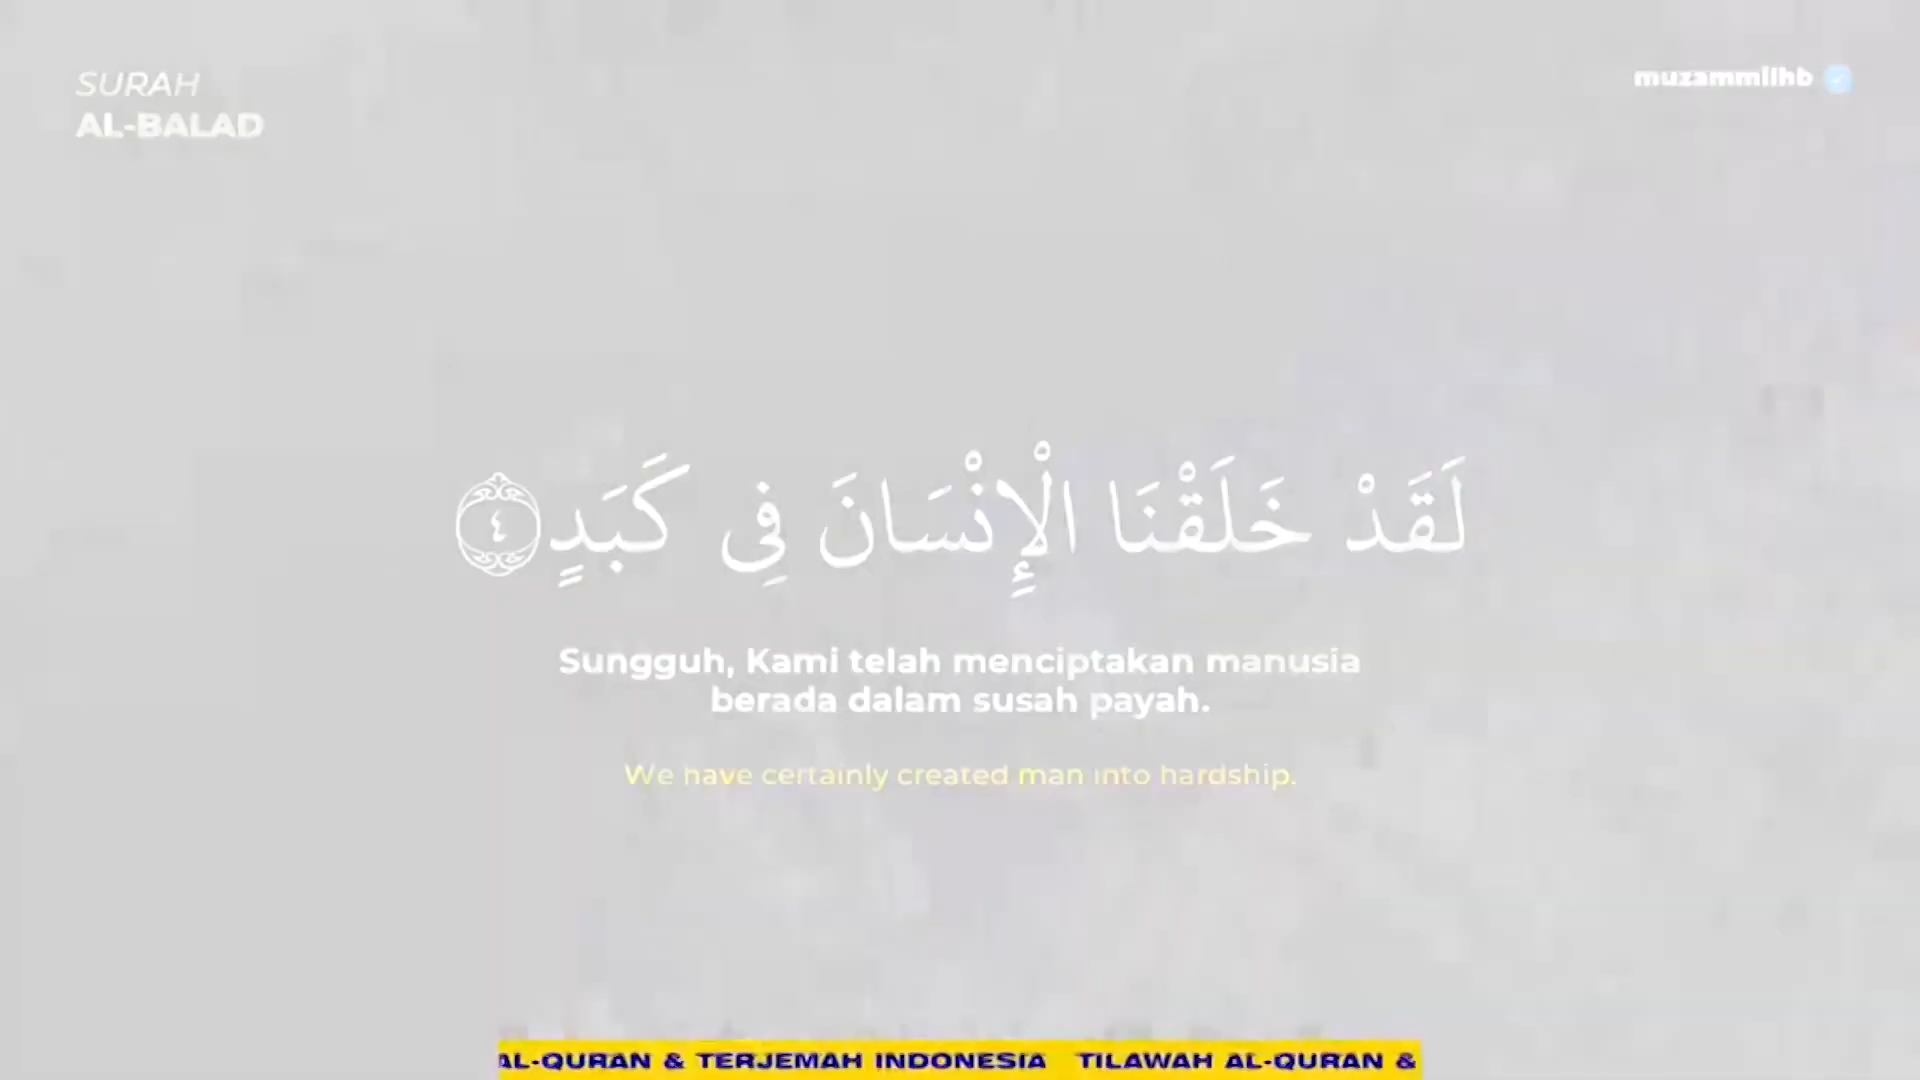 SURAH
AL-BALAD
muzammilhb
لَقَدْ خَلَقْنَا الْإِنْسَانَ فِى كَبَدٍ ٤
Sungguh, Kami telah menciptakan manusia
berada dalam susah payah.
We have certainly created man into hardship.
AL-QURAN & TERJEMAH INDONESIA TILAWAH AL-QURAN &